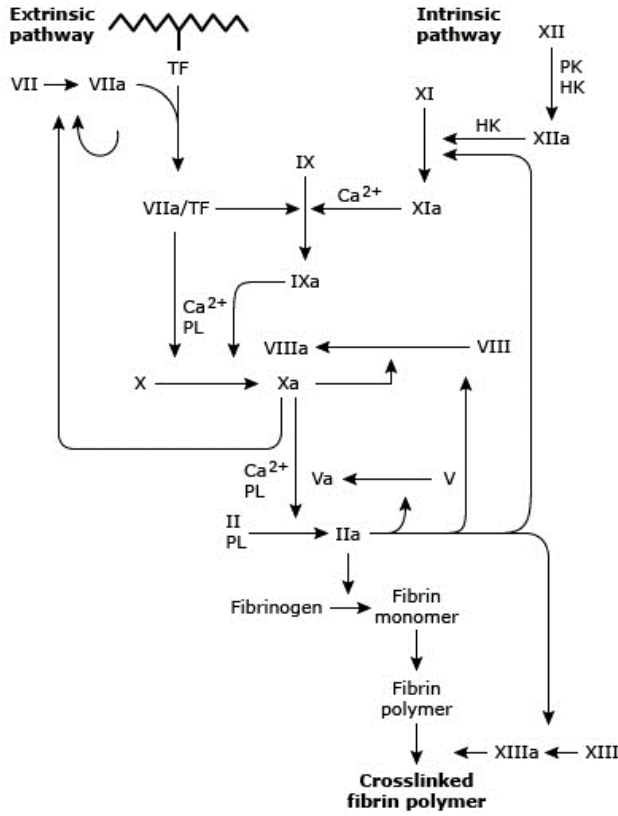 Extrinsic
pathway
Intrinsic
pathway
XII
TF
PK
HK
VII
VIIa
XI
HK
XIIa
IX
VIIa/TF
Ca2+
XIa
IXa
Ca2+
PL
VIIIa
VIII
X
Xa
Ca2+
PL
Va
V
II
PL
IIa
Fibrinogen
Fibrin
monomer
Fibrin
polymer
XIIIa
XIII
Crosslinked
fibrin polymer